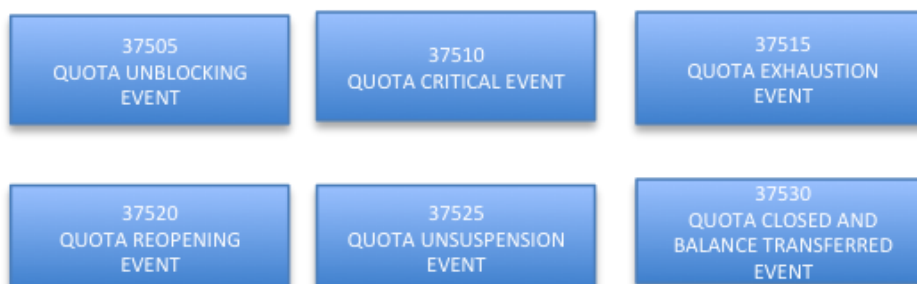 37505
QUOTA UNBLOCKING
EVENT
37510
QUOTA CRITICAL EVENT
37515
QUOTA EXHAUSTION
EVENT
37520
QUOTA REOPENING
EVENT
37525
QUOTA UNSUSPENSION
EVENT
37530
QUOTA CLOSED AND
BALANCE TRANSFERRED
EVENT